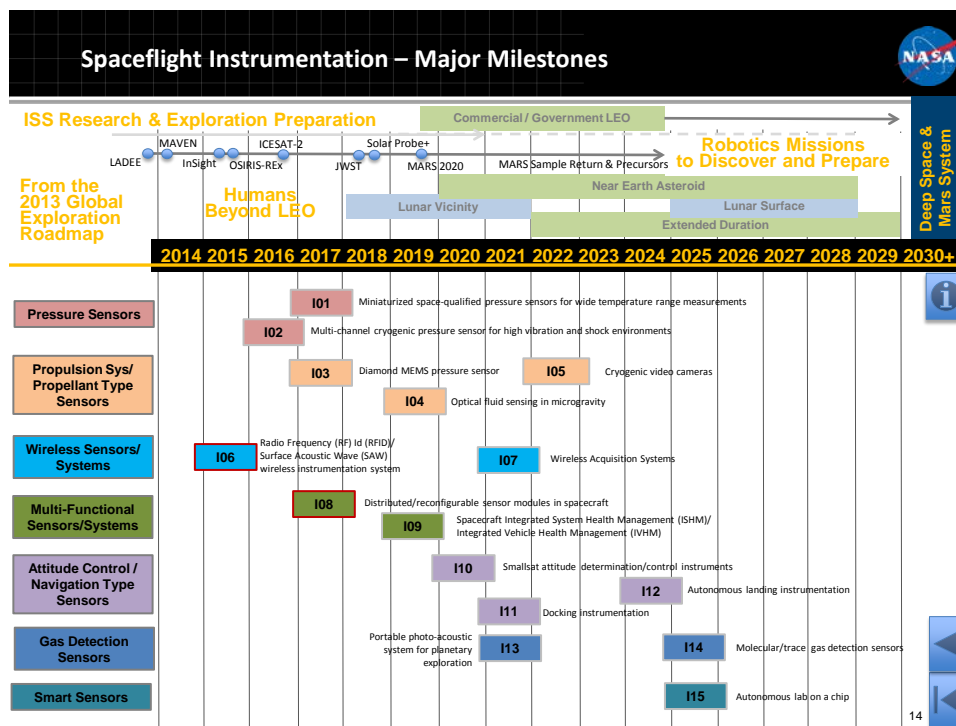 Spaceflight Instrumentation – Major Milestones
NASA
ISS Research & Exploration Preparation
Commercial / Government LEO
MAVEN
ICESAT-2
Solar Probe+
LADEE
InSight
OSIRIS-REx
JWST
MARS 2020
MARS Sample Return & Precursors
Robotics Missions
to Discover and Prepare
From the
2013 Global
Exploration
Roadmap
Humans
Beyond LEO
Near Earth Asteroid
Lunar Vicinity
Lunar Surface
Extended Duration
Deep Space &
Mars System
2014 2015 2016 2017 2018 2019 2020 2021 2022 2023 2024 2025 2026 2027 2028 2029 2030+
Pressure Sensors
I01
Miniaturized space-qualified pressure sensors for wide temperature range measurements
I02
Multi-channel cryogenic pressure sensor for high vibration and shock environments
Propulsion Sys/
Propellant Type
Sensors
I03
Diamond MEMS pressure sensor
I05
Cryogenic video cameras
I04
Optical fluid sensing in microgravity
Wireless Sensors/
Systems
I06
Radio Frequency (RF) Id (RFID)/
Surface Acoustic Wave (SAW)
wireless instrumentation system
I07
Wireless Acquisition Systems
Multi-Functional
Sensors/Systems
I08
Distributed/reconfigurable sensor modules in spacecraft
I09
Spacecraft Integrated System Health Management (ISHM)/
Integrated Vehicle Health Management (IVHM)
Attitude Control /
Navigation Type
Sensors
I10
Smallsat attitude determination/control instruments
I12
Autonomous landing instrumentation
I11
Docking instrumentation
Gas Detection
Sensors
Portable photo-acoustic
system for planetary
exploration
I13
I14
Molecular/trace gas detection sensors
Smart Sensors
I15
Autonomous lab on a chip
14